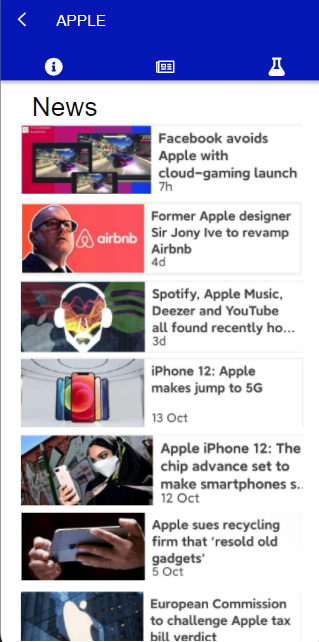 APPLE
News
Facebook avoids
Apple with
cloud-gaming launch
7h
airbnb
Former Apple designer
Sir Jony Ive to revamp
Airbnb
4d
Spotify, Apple Music,
Deezer and YouTube
all found recently ho...
3d
iPhone 12: Apple
makes jump to 5G
13 Oct
Apple iPhone 12: The
chip advance set to
make smartphones s..
12 Oct
Apple sues recycling
firm that 'resold old
gadgets'
5 Oct
European Commission
to challenge Apple tax
bill verdict